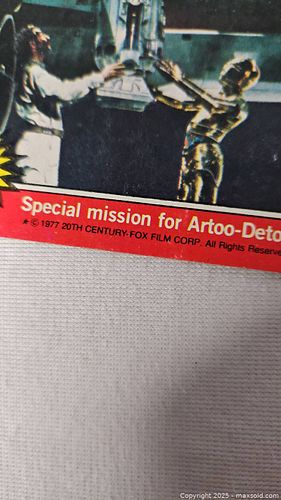 Special mission for Artoo-Deto
* © 1977 20TH CENTURY-FOX FILM CORP. All Rights Reserve
Copyright 2025 - maxsold.com